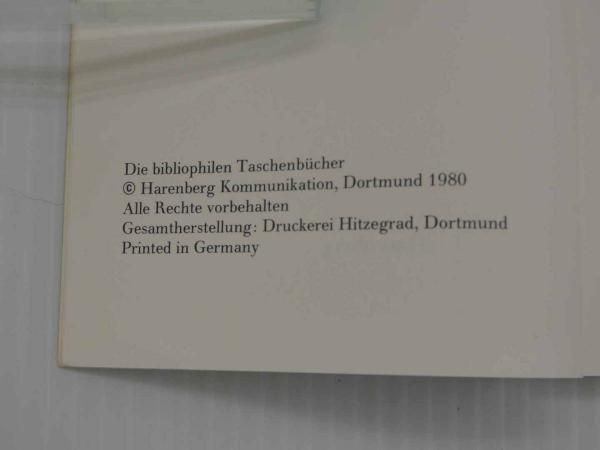 Die bibliophilen Taschenbücher
© Harenberg Kommunikation, Dortmund 1980
Alle Rechte vorbehalten
Gesamtherstellung: Druckerei Hitzegrad, Dortmund
Printed in Germany